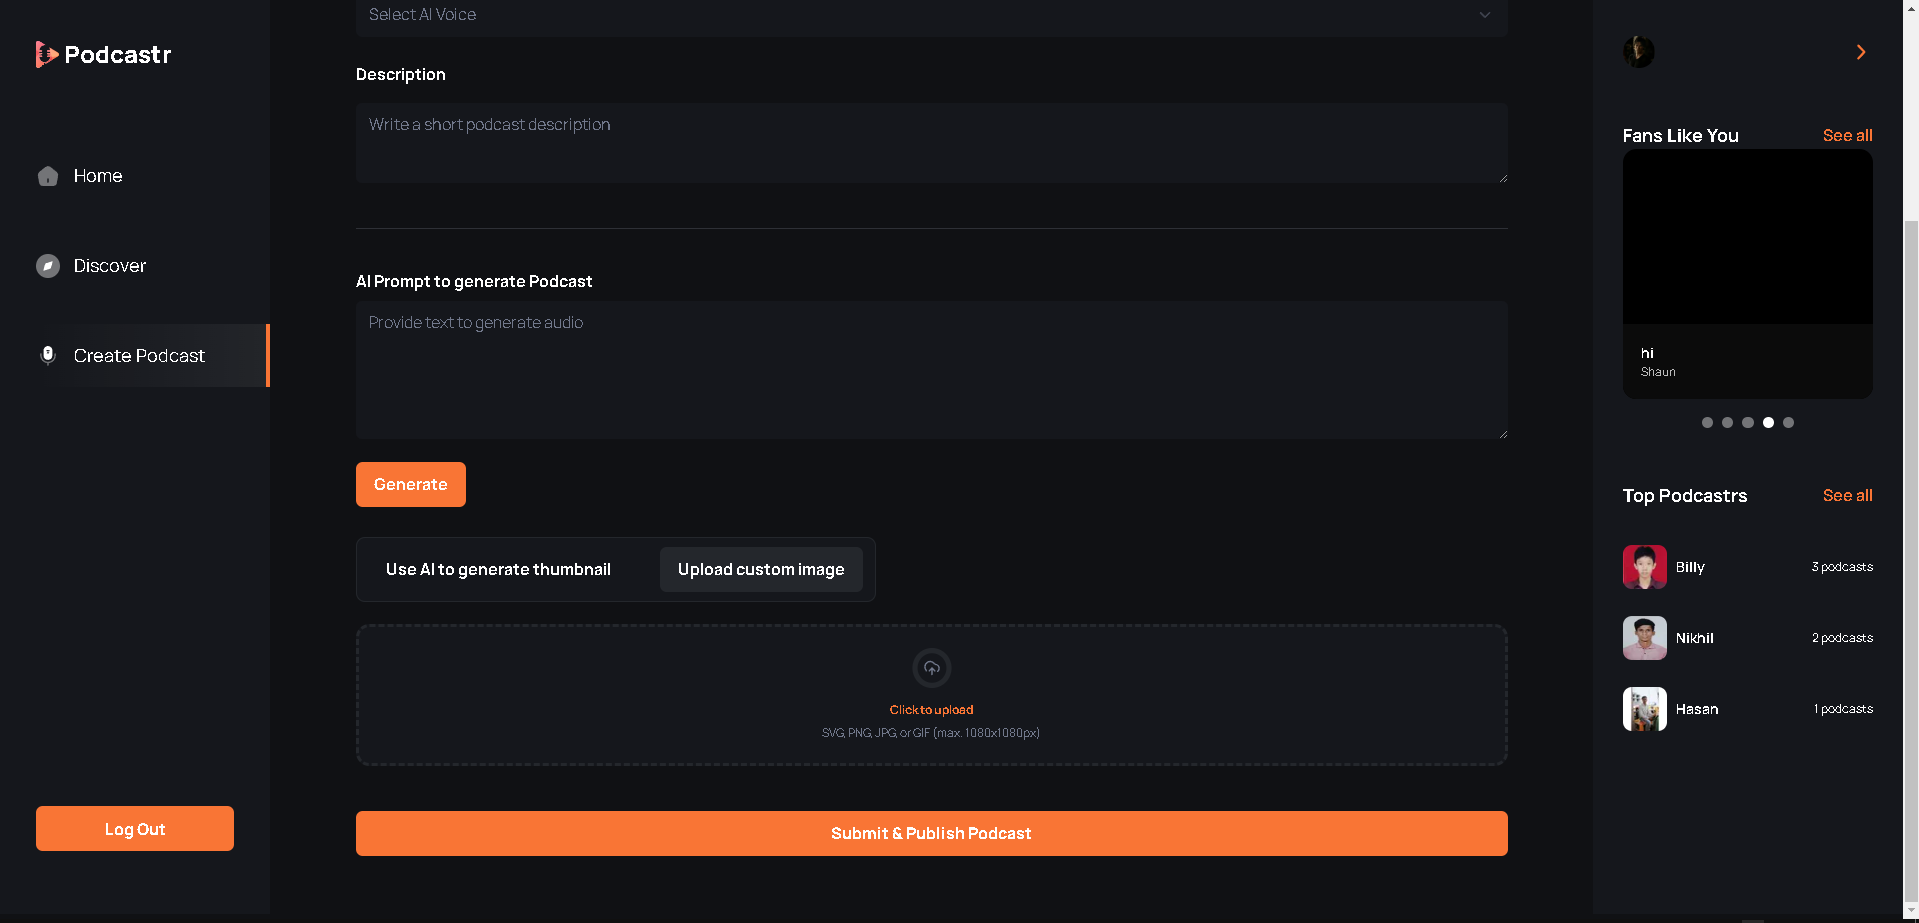 Podcastr
Home
Discover
Create Podcast
Log Out
Select AI Voice
Description
Write a short podcast description
AI Prompt to generate Podcast
Provide text to generate audio
Generate
Use AI to generate thumbnail
Upload custom image
Click to upload
SVG, PNG, JPG, or GIF (max. 1080x1080px)
Submit & Publish Podcast
Fans Like You
See all
hi
Shaun
Top Podcastrs
See all
Billy
3 podcasts
Nikhil
2 podcasts
Hasan
1 podcasts